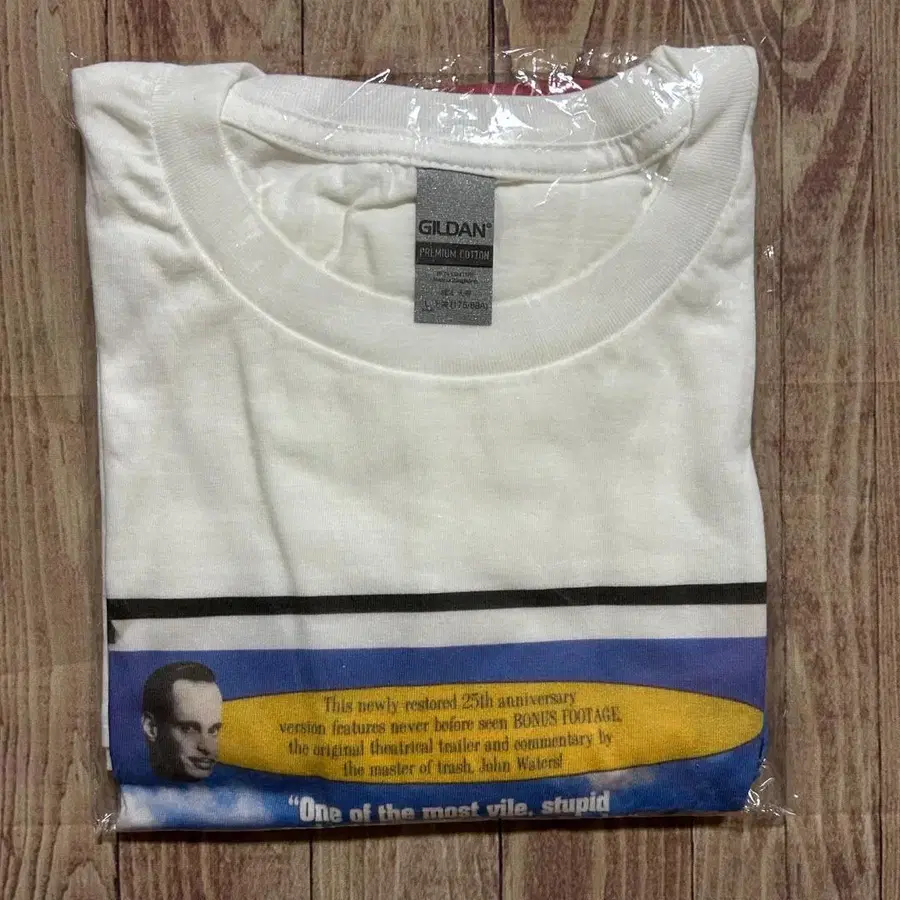 GILDAN®
PREMIUM COTTON
This newly restored 25th anniversary
version features never before seen BONUS FOOTAGE,
the original theatrical trailer and commentary by
the master of trash, John Waters!
"One of the most vile, stupid